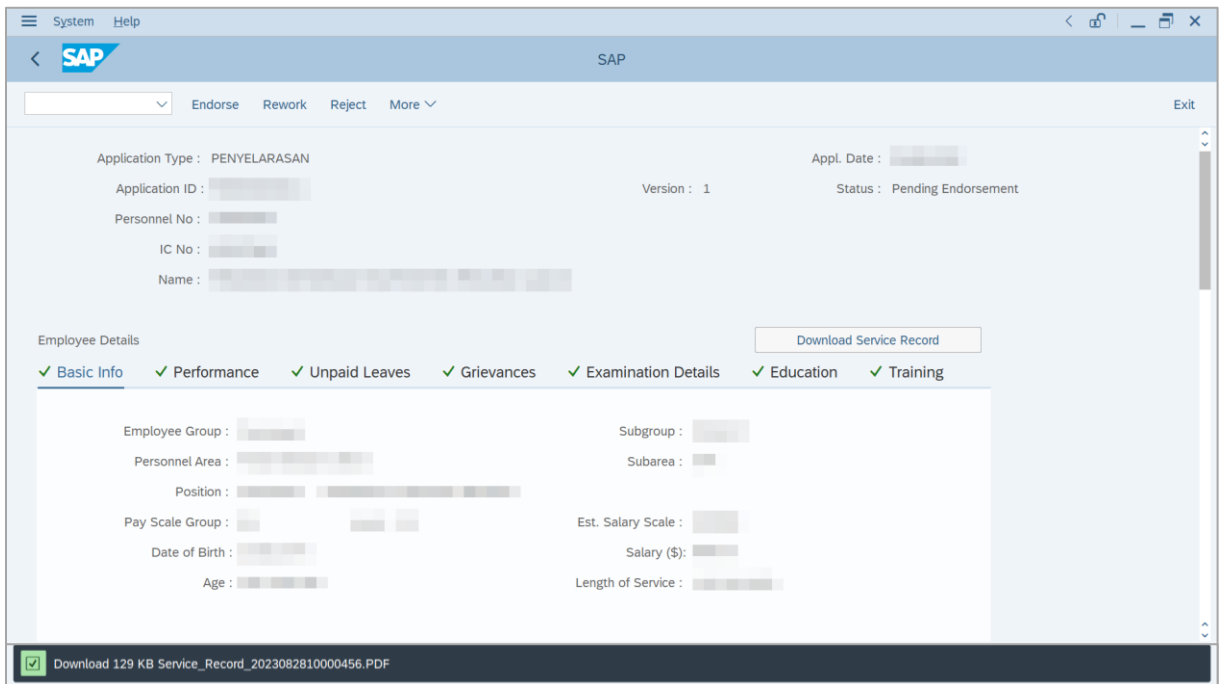 System Help
SAP
SAP
Endorse Rework Reject More Exit
Application Type : PENYELARASAN Appl. Date :
Application ID : Version : 1 Status : Pending Endorsement
Personnel No :
IC No :
Name :
Employee Details Download Service Record
Basic Info Performance Unpaid Leaves Grievances Examination Details Education Training
Employee Group : Subgroup :
Personnel Area : Subarea :
Position :
Pay Scale Group : Est. Salary Scale :
Date of Birth : Salary ($):
Age : Length of Service :
Download 129 KB Service_Record_2023082810000456.PDF